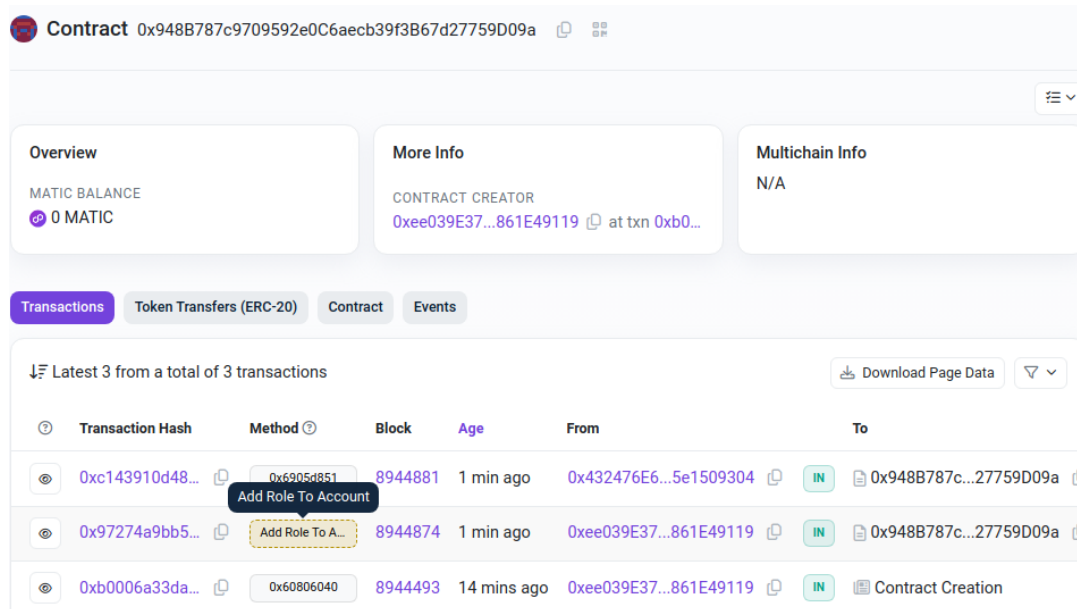 Contract 0x948B787c9709592e0C6aecb39f3B67d27759D09a
Overview
MATIC BALANCE
0 MATIC
More Info
CONTRACT CREATOR
0xee039E37...861E49119 at txn 0xb0...
Multichain Info
N/A
Transactions Token Transfers (ERC-20) Contract Events
Latest 3 from a total of 3 transactions Download Page Data
Transaction Hash Method Block Age From To
0xc143910d48... 0x6905d851 8944881 1 min ago 0x432476E6...5e1509304 IN 0x948B787c...27759D09a
Add Role To Account
0x97274a9bb5... Add Role To A... 8944874 1 min ago 0xee039E37...861E49119 IN 0x948B787c...27759D09a
0xb0006a33da... 0x60806040 8944493 14 mins ago 0xee039E37...861E49119 IN Contract Creation